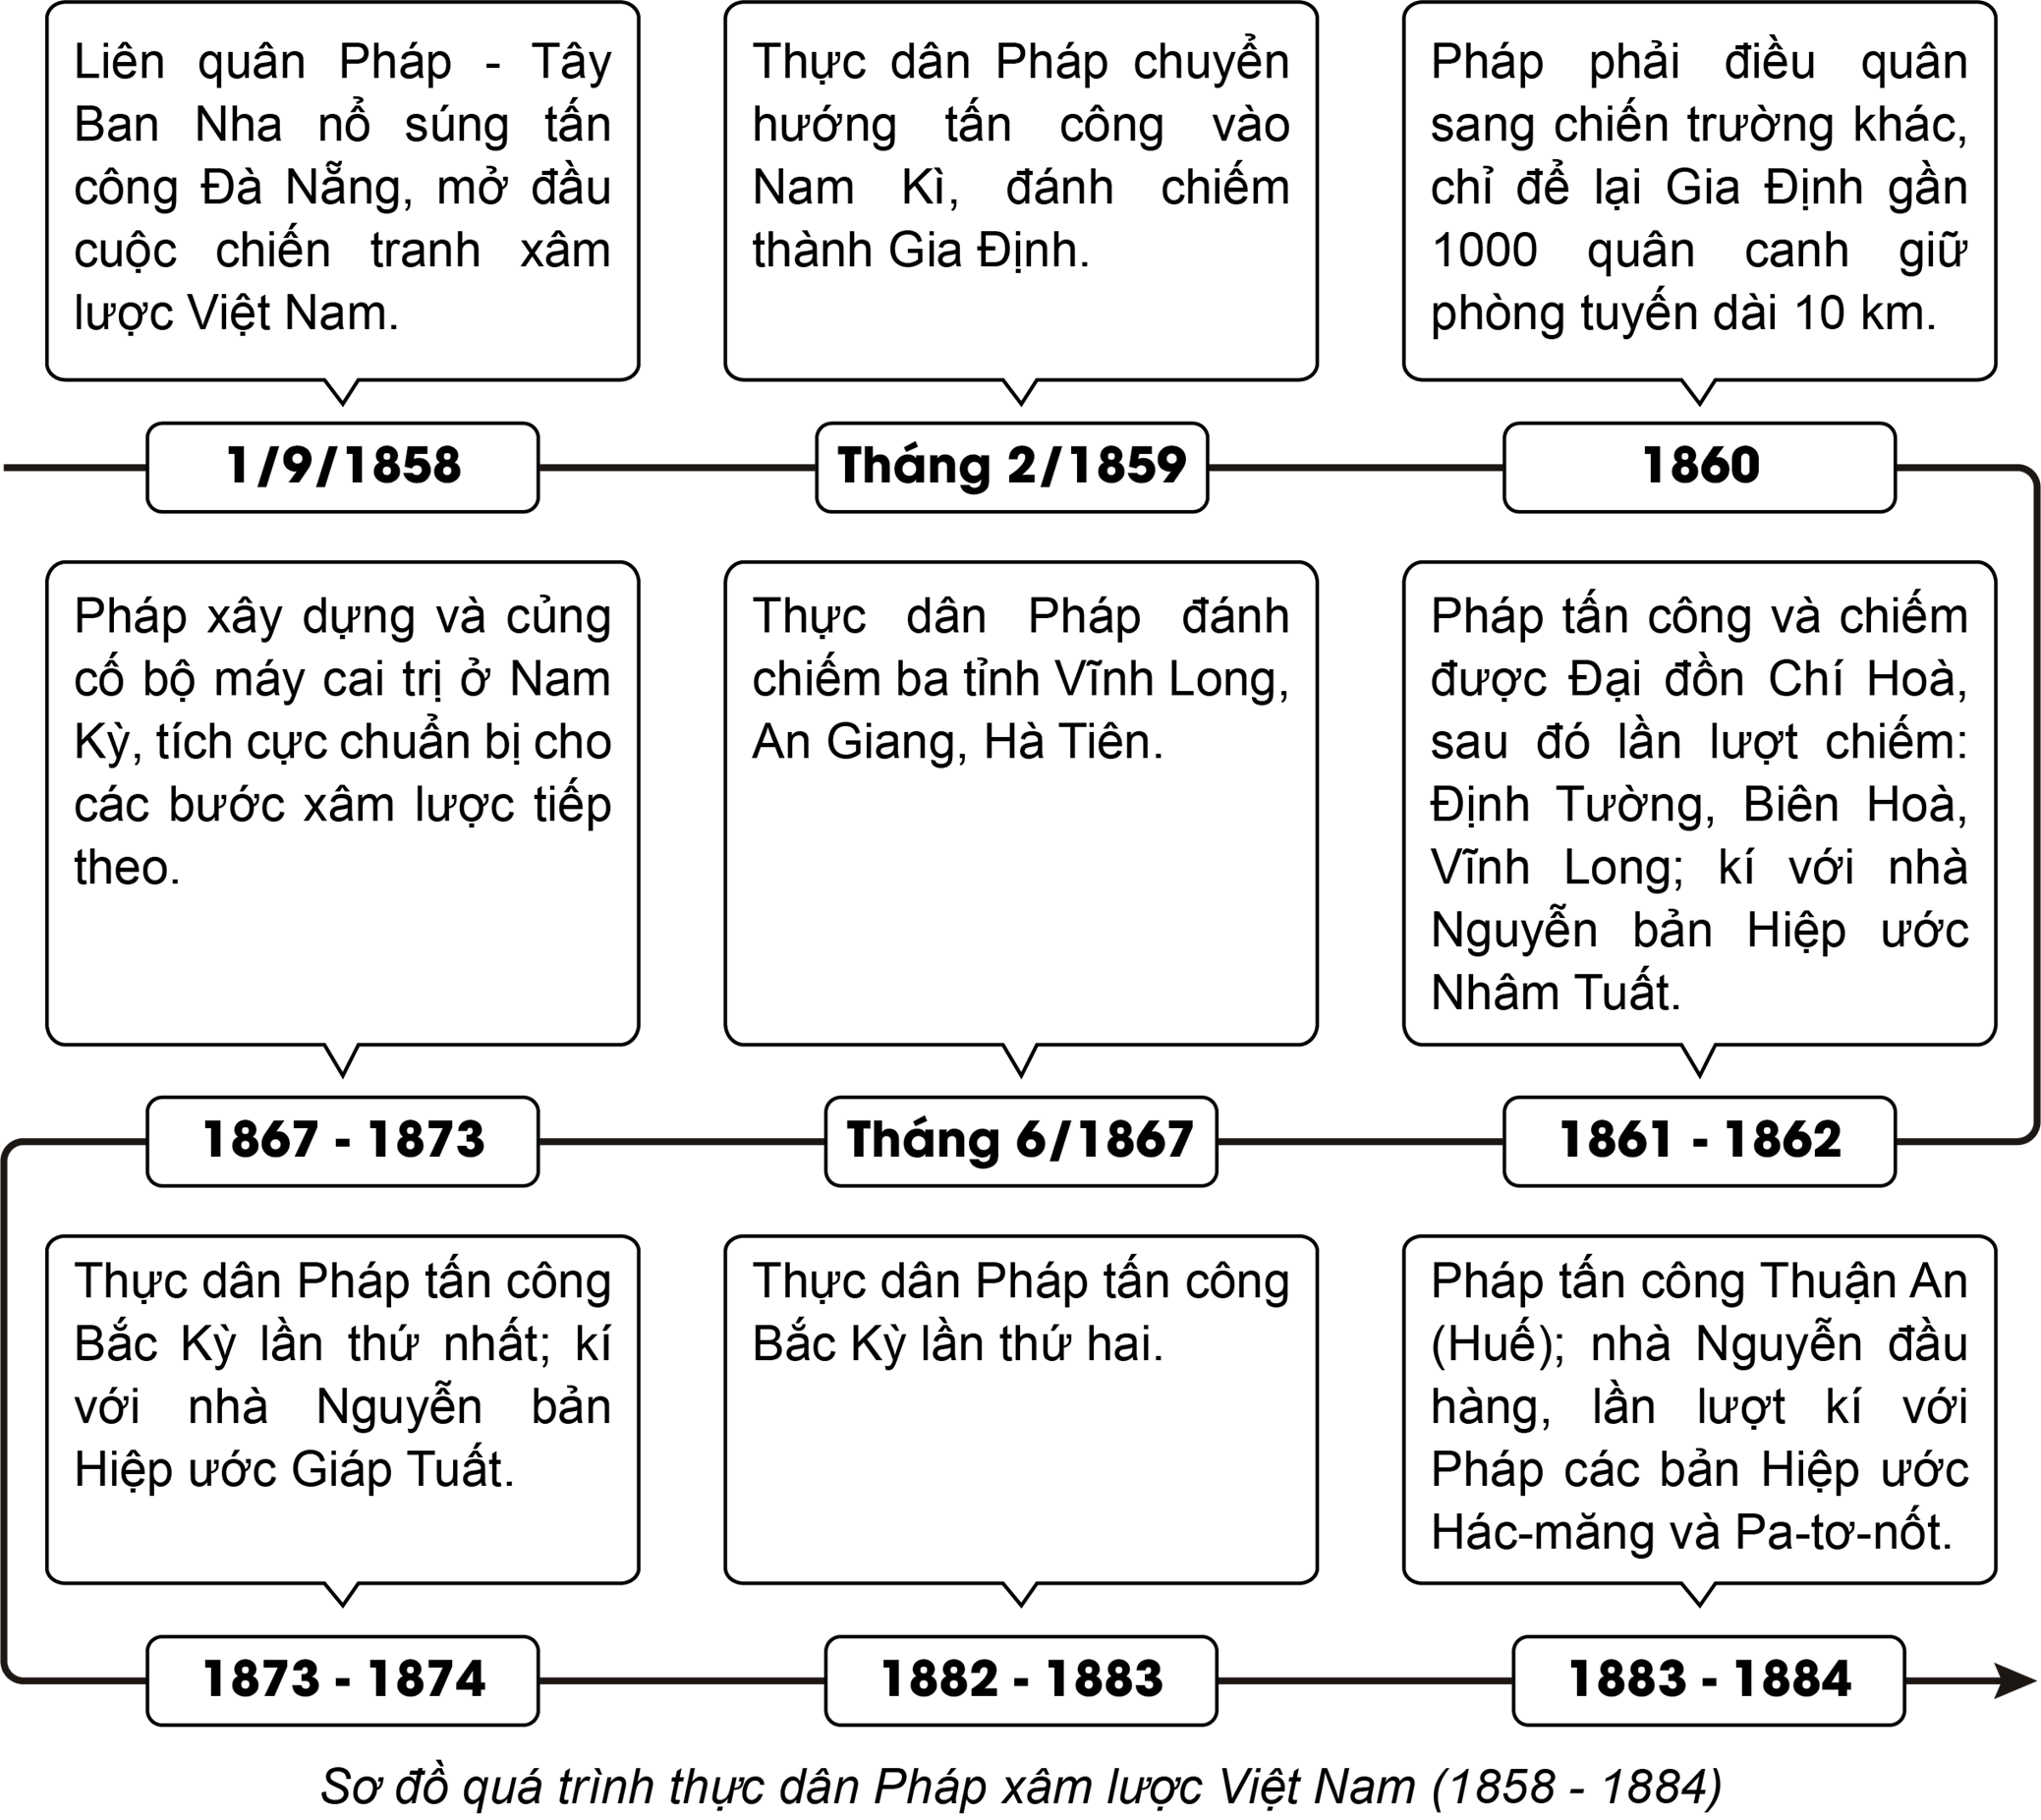 Liên quân Pháp - Tây
Ban Nha nổ súng tấn
công Đà Nẵng, mở đầu
cuộc chiến tranh xâm
lược Việt Nam.
1/9/1858
Thực dân Pháp chuyển
hướng tấn công vào
Nam Kì, đánh chiếm
thành Gia Định.
Tháng 2/1859
Pháp phải điều quân
sang chiến trường khác,
chỉ để lại Gia Định gần
1000 quân canh giữ
phòng tuyến dài 10 km.
1860
Pháp tấn công và chiếm
được Đại đồn Chí Hoà,
sau đó lần lượt chiếm:
Định Tường, Biên Hoà,
Vĩnh Long; kí với nhà
Nguyễn bản Hiệp ước
Nhâm Tuất.
1861 - 1862
Thực dân Pháp đánh
chiếm ba tỉnh Vĩnh Long,
An Giang, Hà Tiên.
Tháng 6/1867
Pháp xây dựng và củng
cố bộ máy cai trị ở Nam
Kỳ, tích cực chuẩn bị cho
các bước xâm lược tiếp
theo.
1867 - 1873
Thực dân Pháp tấn công
Bắc Kỳ lần thứ nhất; kí
với nhà Nguyễn bản
Hiệp ước Giáp Tuất.
1873 - 1874
Thực dân Pháp tấn công
Bắc Kỳ lần thứ hai.
1882 - 1883
Pháp tấn công Thuận An
(Huế); nhà Nguyễn đầu
hàng, lần lượt kí với
Pháp các bản Hiệp ước
Hác-măng và Pa-tơ-nốt.
1883 - 1884
Sơ đồ quá trình thực dân Pháp xâm lược Việt Nam (1858 - 1884)